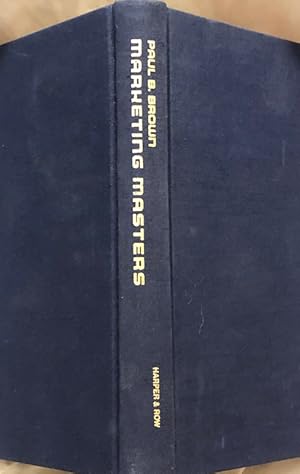 PAUL B. BROWN
MARKETING MASTERS
HARPER & ROW